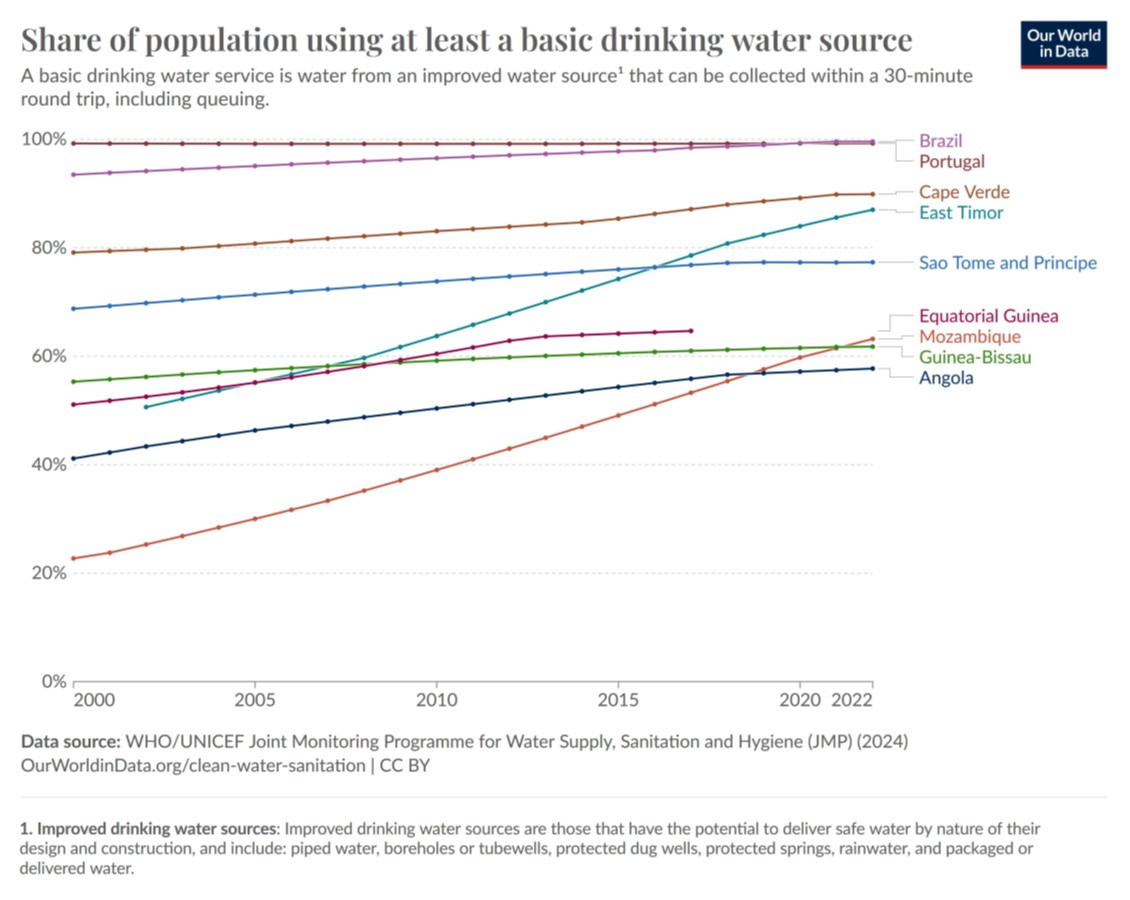 Share of population using at least a basic drinking water source
Our World
in Data
A basic drinking water service is water from an improved water source¹ that can be collected within a 30-minute
round trip, including queuing.
100%
80%
60%
40%
20%
0%
Brazil
Portugal
Cape Verde
East Timor
Sao Tome and Principe
Equatorial Guinea
Mozambique
Guinea-Bissau
Angola
2000 2005 2010 2015 2020 2022
Data source: WHO/UNICEF Joint Monitoring Programme for Water Supply, Sanitation and Hygiene (JMP) (2024)
OurWorldinData.org/clean-water-sanitation | CC BY
1. Improved drinking water sources: Improved drinking water sources are those that have the potential to deliver safe water by nature of their
design and construction, and include: piped water, boreholes or tubewells, protected dug wells, protected springs, rainwater, and packaged or
delivered water.